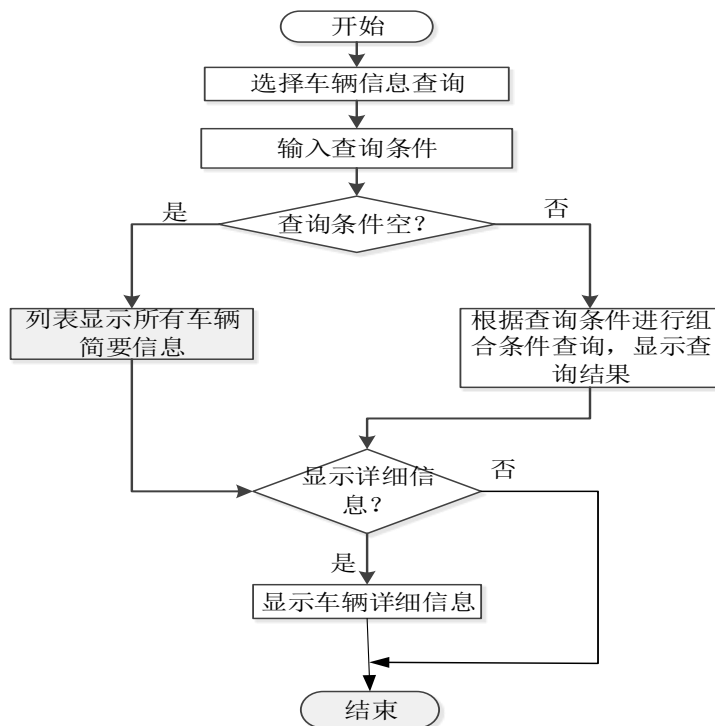 开始
选择车辆信息查询
输入查询条件
是
查询条件空？
否
列表显示所有车辆
简要信息
根据查询条件进行组
合条件查询，显示查
询结果
显示详细信
息？
否
是
显示车辆详细信息
结束